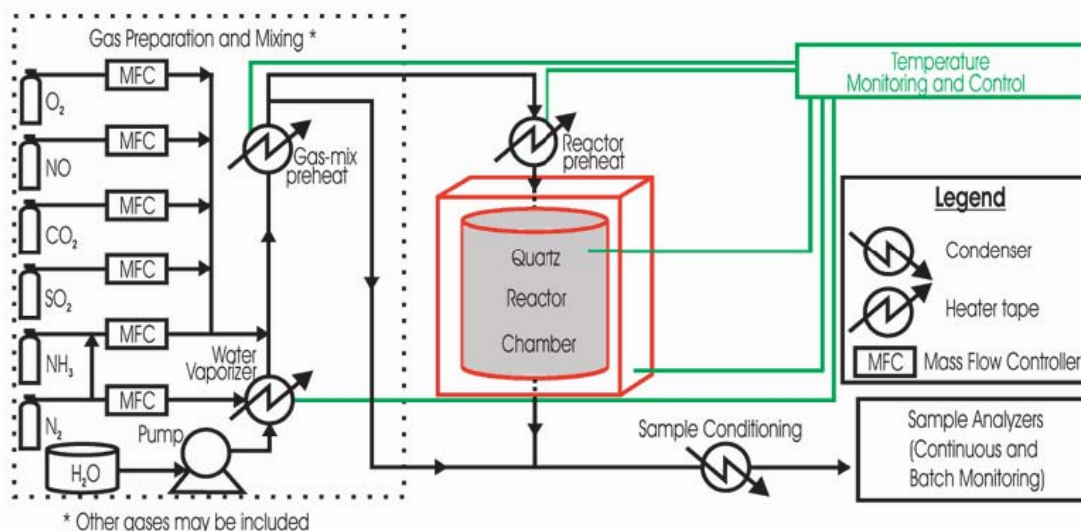 Gas Preparation and Mixing *
MFC
O₂
MFC
NO
MFC
CO₂
MFC
SO₂
MFC
NH₃
MFC
N₂
H₂O
Pump
Water
Vaporizer
Gas-mix
preheat
Reactor
preheat
Quartz
Reactor
Chamber
Temperature
Monitoring and Control
Legend
Condenser
Heater tape
MFC Mass Flow Controller
Sample Conditioning
Sample Analyzers
(Continuous and
Batch Monitoring)
* Other gases may be included